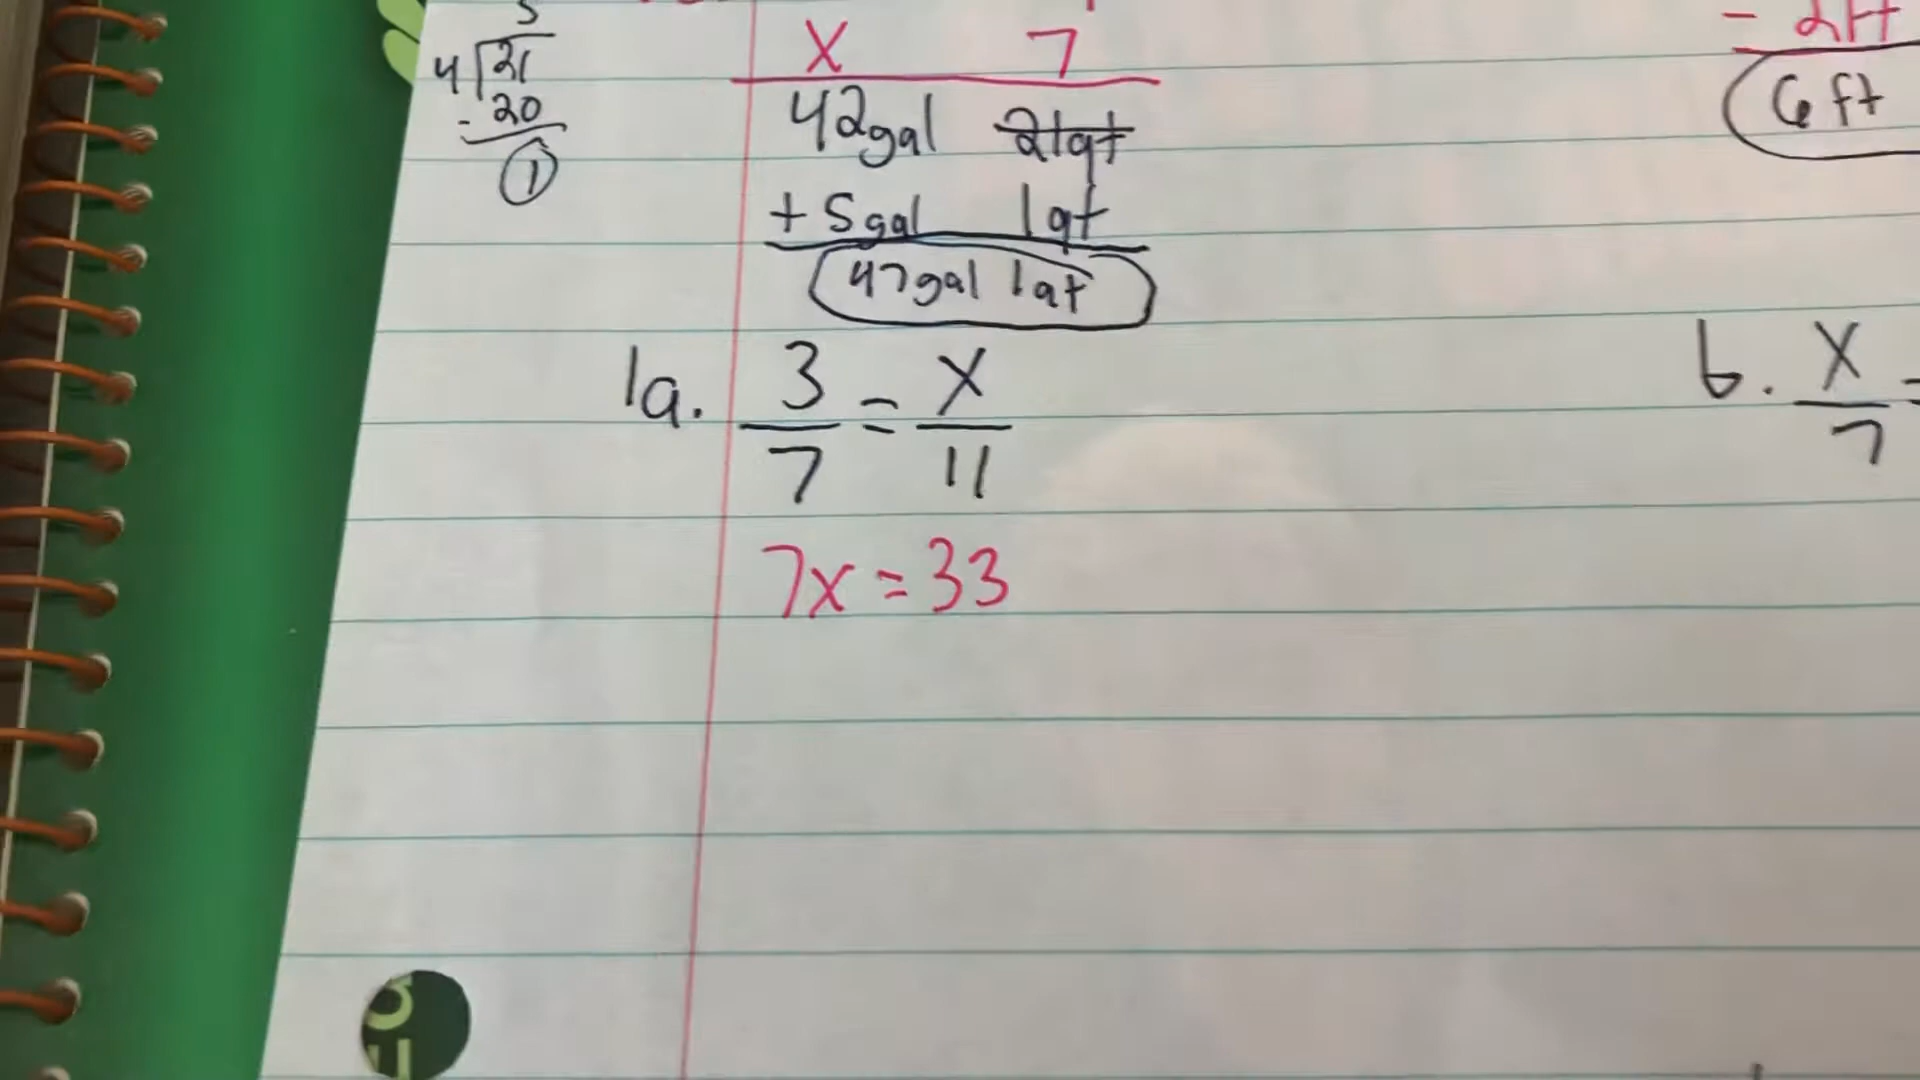 5
4 21
- 20
1
x 7
42gal 21qt
+ 5gal 1qt
47gal 1qt
- 2ft
6ft
1a. 3/7 = x/11
7x = 33
b. x/7 =